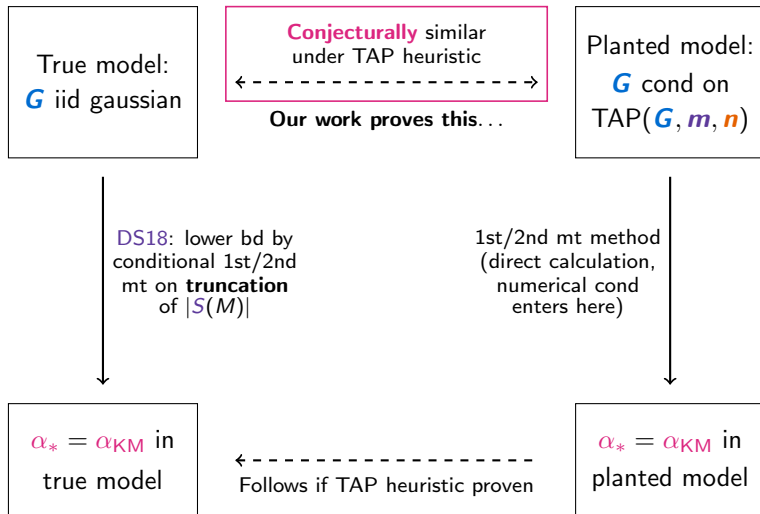 True model:
G iid gaussian
Conjecturally similar
under TAP heuristic
Our work proves this...
Planted model:
G cond on
TAP(G, m, n)
DS18: lower bd by
conditional 1st/2nd
mt on truncation
of |S(M)|
1st/2nd mt method
(direct calculation,
numerical cond
enters here)
α∗ = αKM in
true model
Follows if TAP heuristic proven
α∗ = αKM in
planted model